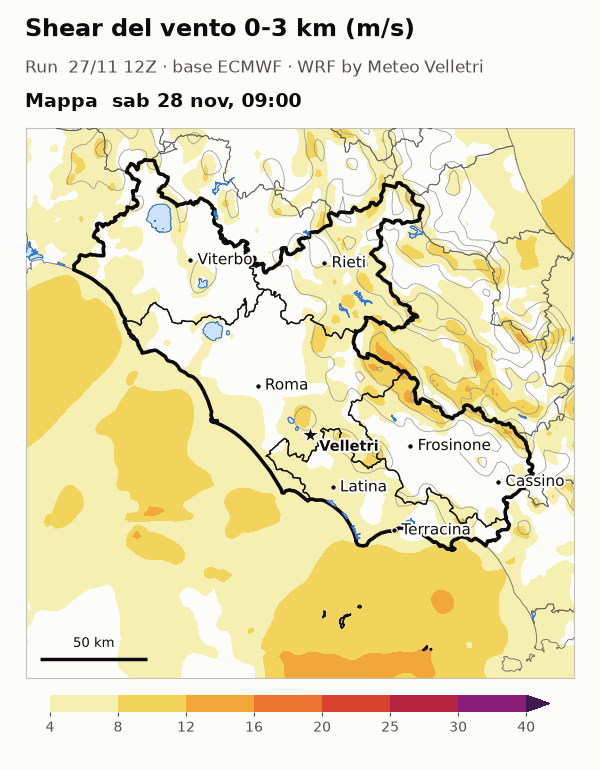 Shear del vento 0-3 km (m/s)
Run  27/11 12Z · base ECMWF · WRF by Meteo Velletri
Mappa  sab 28 nov, 09:00
Viterbo
Rieti
Roma
Velletri
Frosinone
Cassino
Latina
Terracina
50 km
4 8 12 16 20 25 30 40